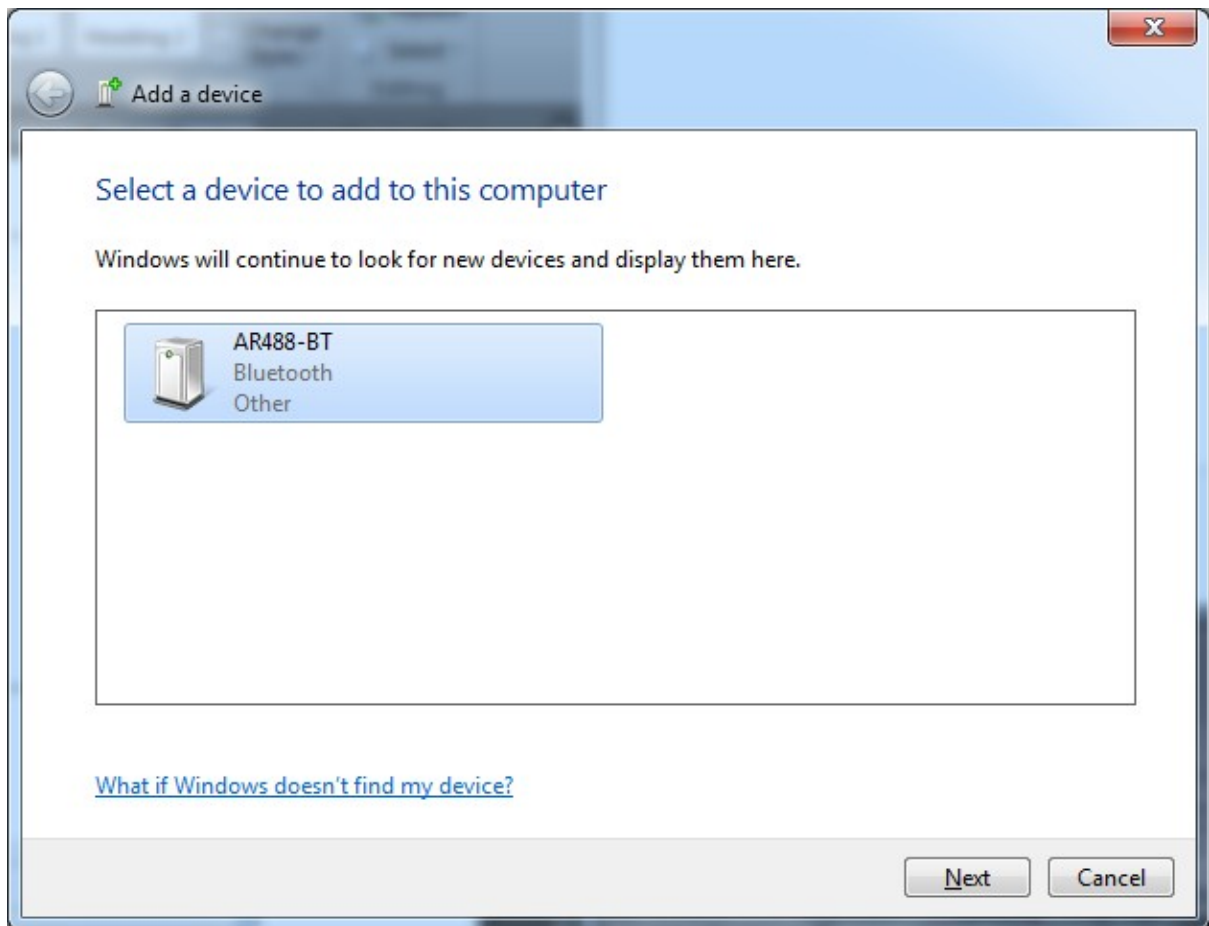 Add a device
Select a device to add to this computer
Windows will continue to look for new devices and display them here.
AR488-BT
Bluetooth
Other
What if Windows doesn't find my device?
Next
Cancel